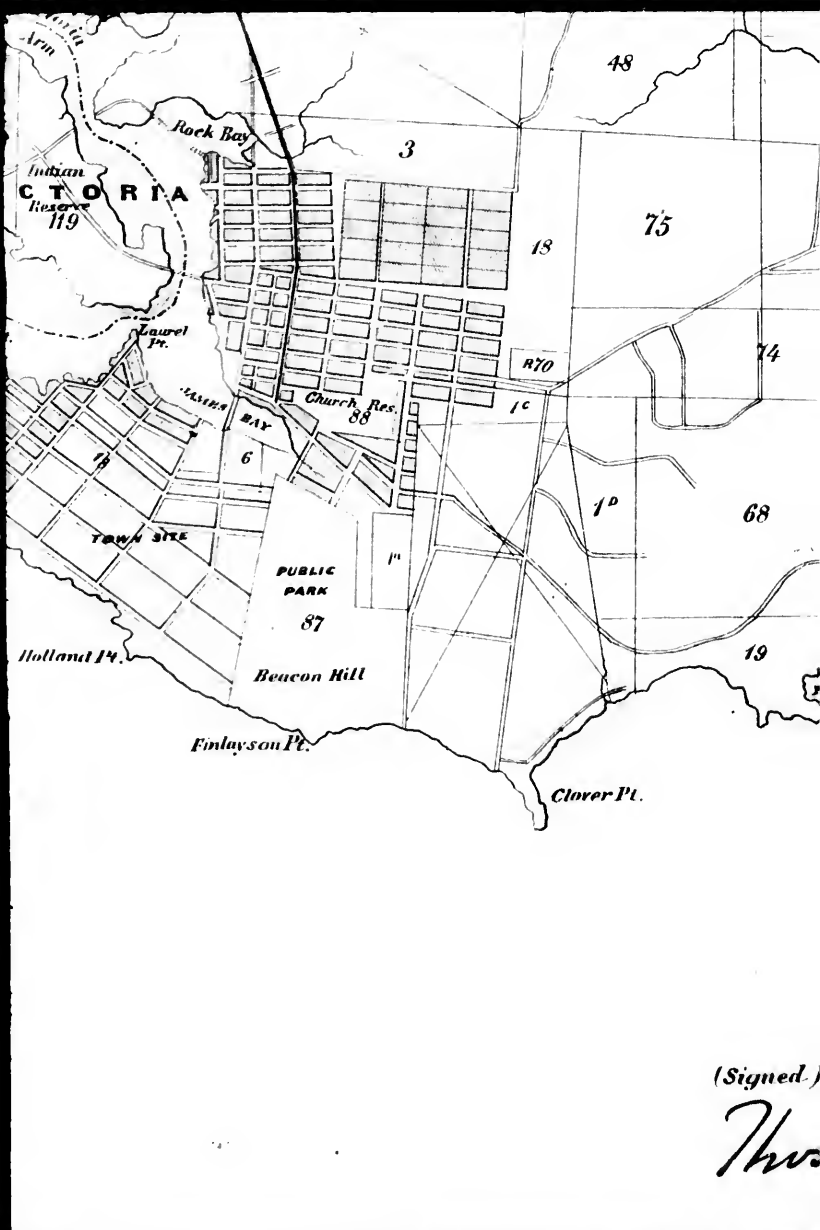 Arm
48
Rock Bay
3
Indian
CTORIA
Reserve
119
75
18
Laurel
Pt.
74
R70
JAMES BAY
Church Res.
88
1C
6
1D
68
TOWN SITE
PUBLIC
PARK
87
19
Holland Pt.
Beacon Hill
Finlayson Pt.
Clover Pt.
(Signed)
Thos